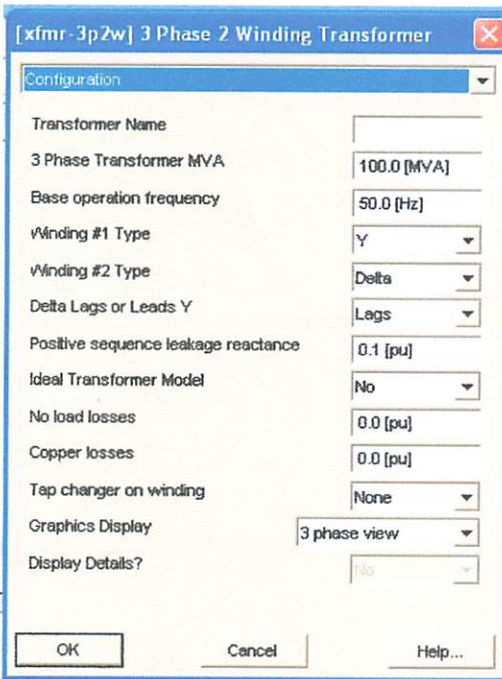 [xfmr-3p2w] 3 Phase 2 Winding Transformer
Configuration
Transformer Name
3 Phase Transformer MVA 100.0 [MVA]
Base operation frequency 50.0 [Hz]
Winding #1 Type Y
Winding #2 Type Delta
Delta Lags or Leads Y Lags
Positive sequence leakage reactance 0.1 [pu]
Ideal Transformer Model No
No load losses 0.0 [pu]
Copper losses 0.0 [pu]
Tap changer on winding None
Graphics Display 3 phase view
Display Details? No
OK Cancel Help...